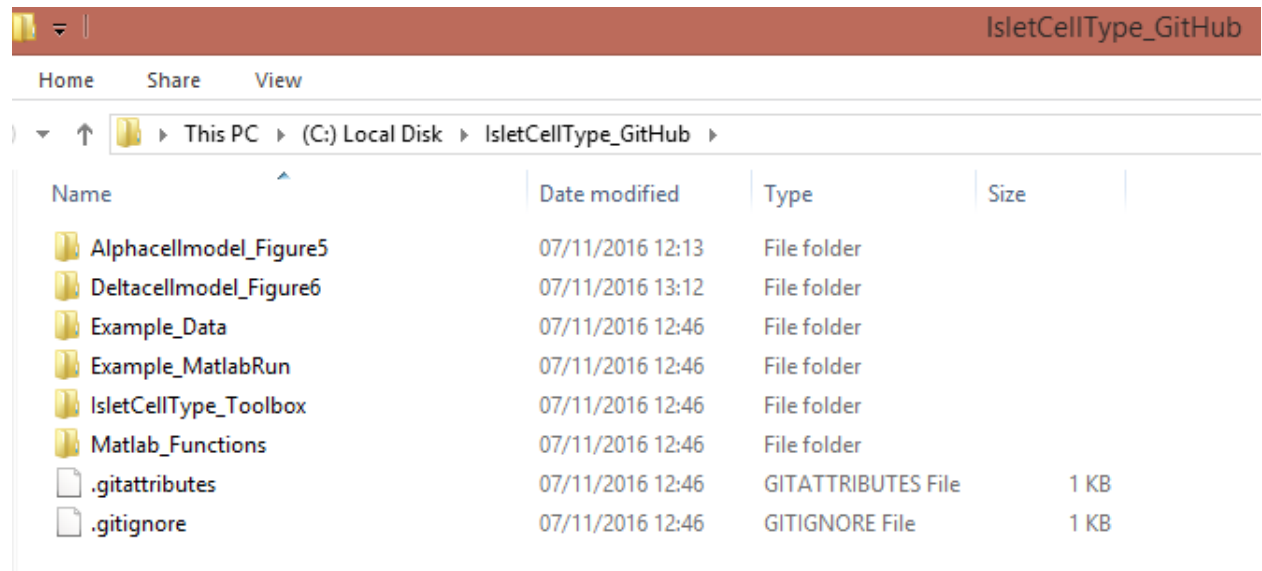 IsletCellType_GitHub
Home Share View
This PC (C:) Local Disk IsletCellType_GitHub
Name Date modified Type Size
Alphacellmodel_Figure5 07/11/2016 12:13 File folder
Deltacellmodel_Figure6 07/11/2016 13:12 File folder
Example_Data 07/11/2016 12:46 File folder
Example_MatlabRun 07/11/2016 12:46 File folder
IsletCellType_Toolbox 07/11/2016 12:46 File folder
Matlab_Functions 07/11/2016 12:46 File folder
.gitattributes 07/11/2016 12:46 GITATTRIBUTES File 1 KB
.gitignore 07/11/2016 12:46 GITIGNORE File 1 KB